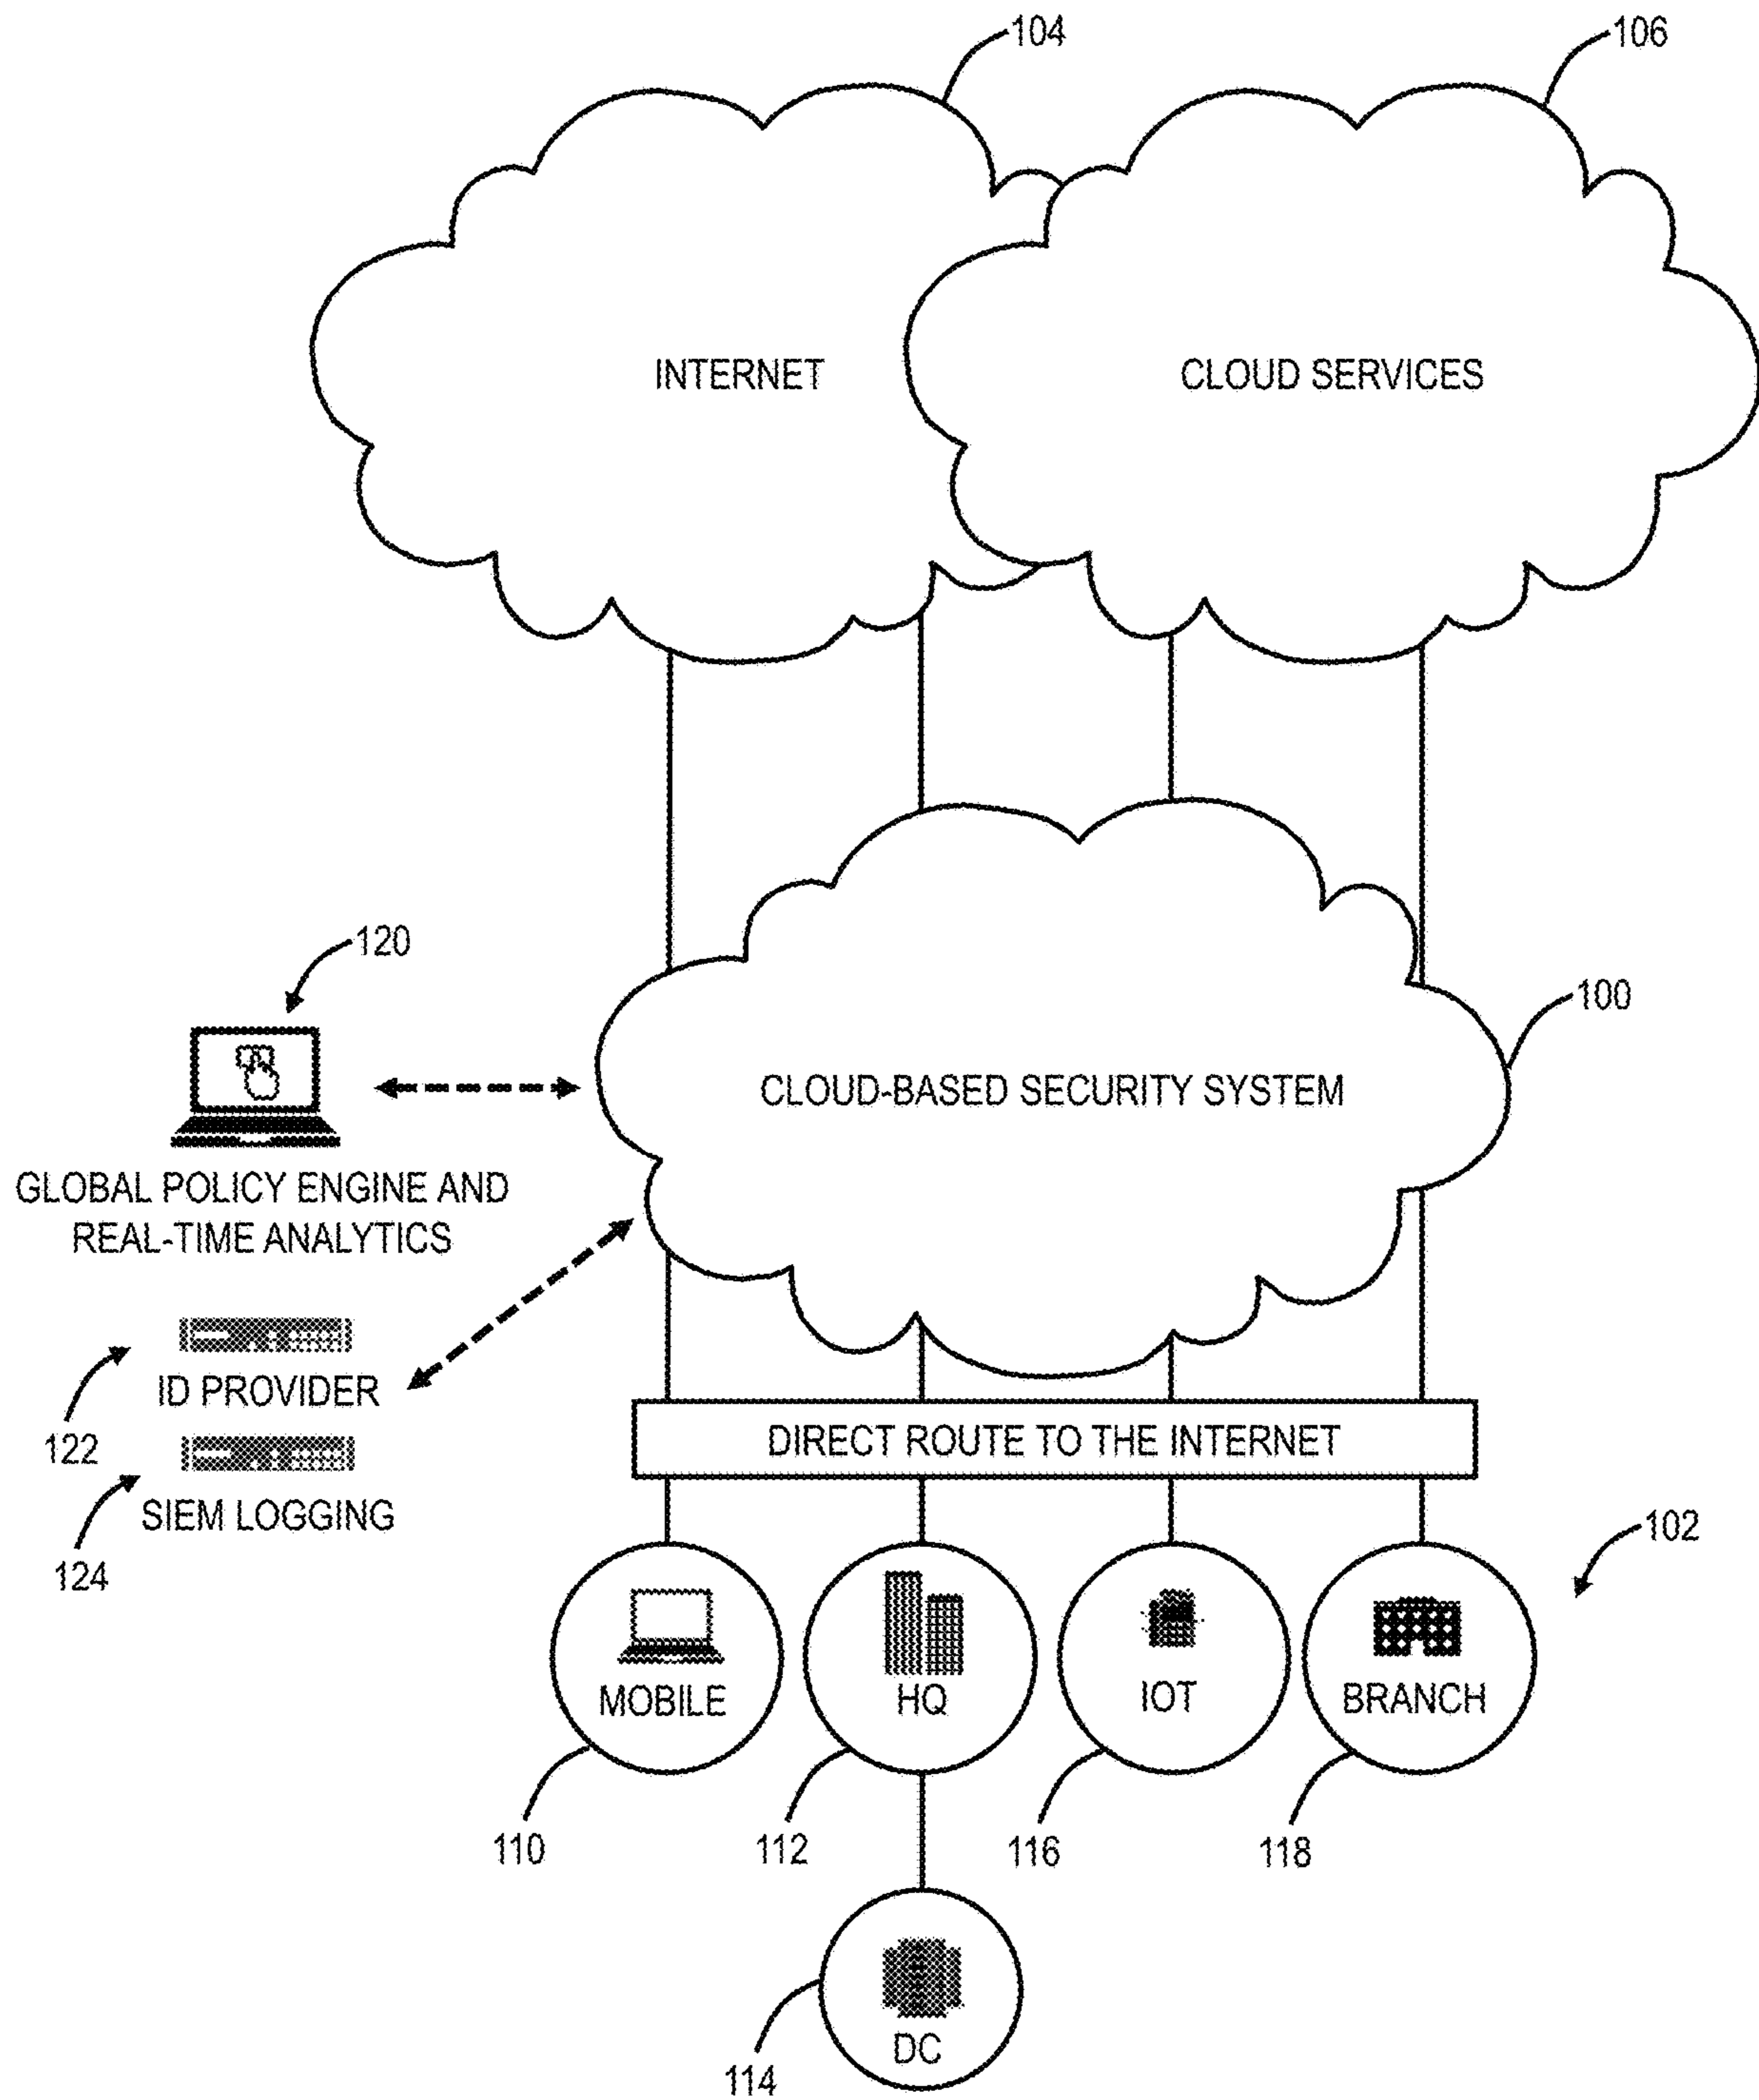 104
106
INTERNET
CLOUD SERVICES
120
100
CLOUD-BASED SECURITY SYSTEM
GLOBAL POLICY ENGINE AND
REAL-TIME ANALYTICS
ID PROVIDER
122
DIRECT ROUTE TO THE INTERNET
SIEM LOGGING
124
102
MOBILE
HQ
IOT
BRANCH
110
112
116
118
DC
114